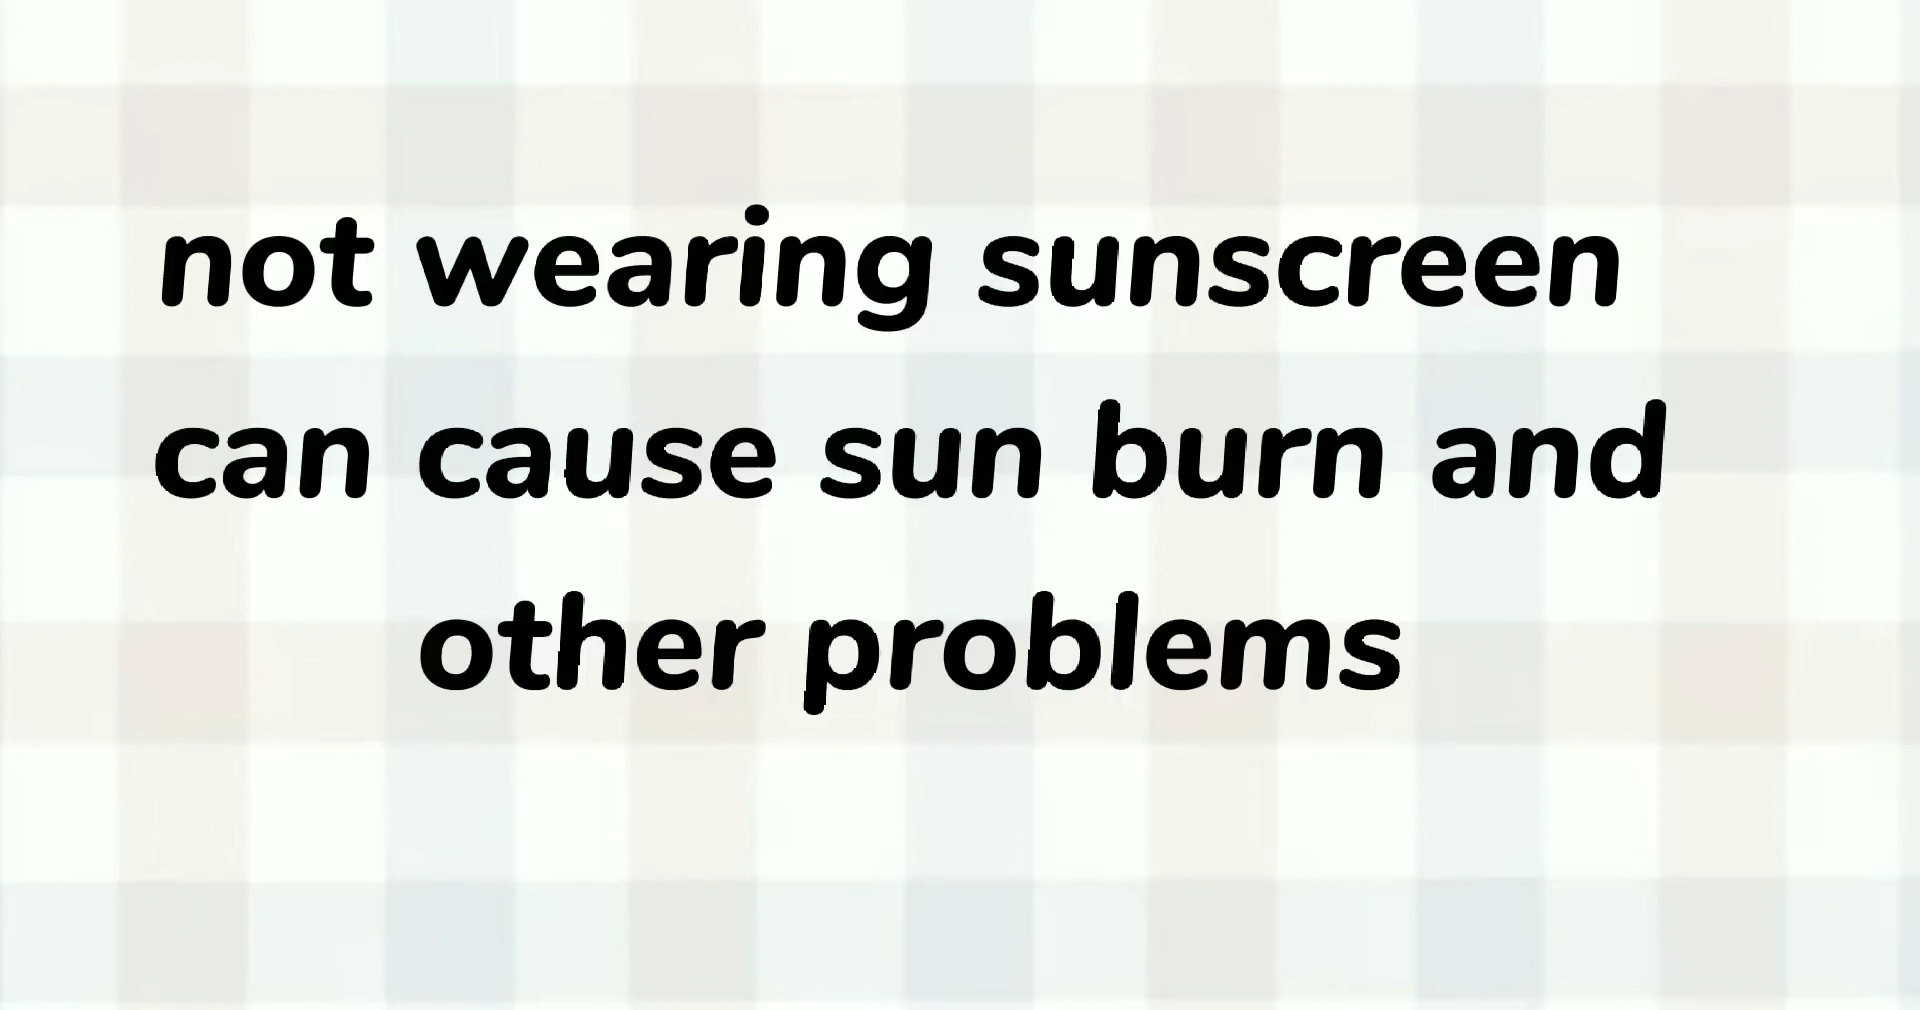 not wearing sunscreen
can cause sun burn and
other problems